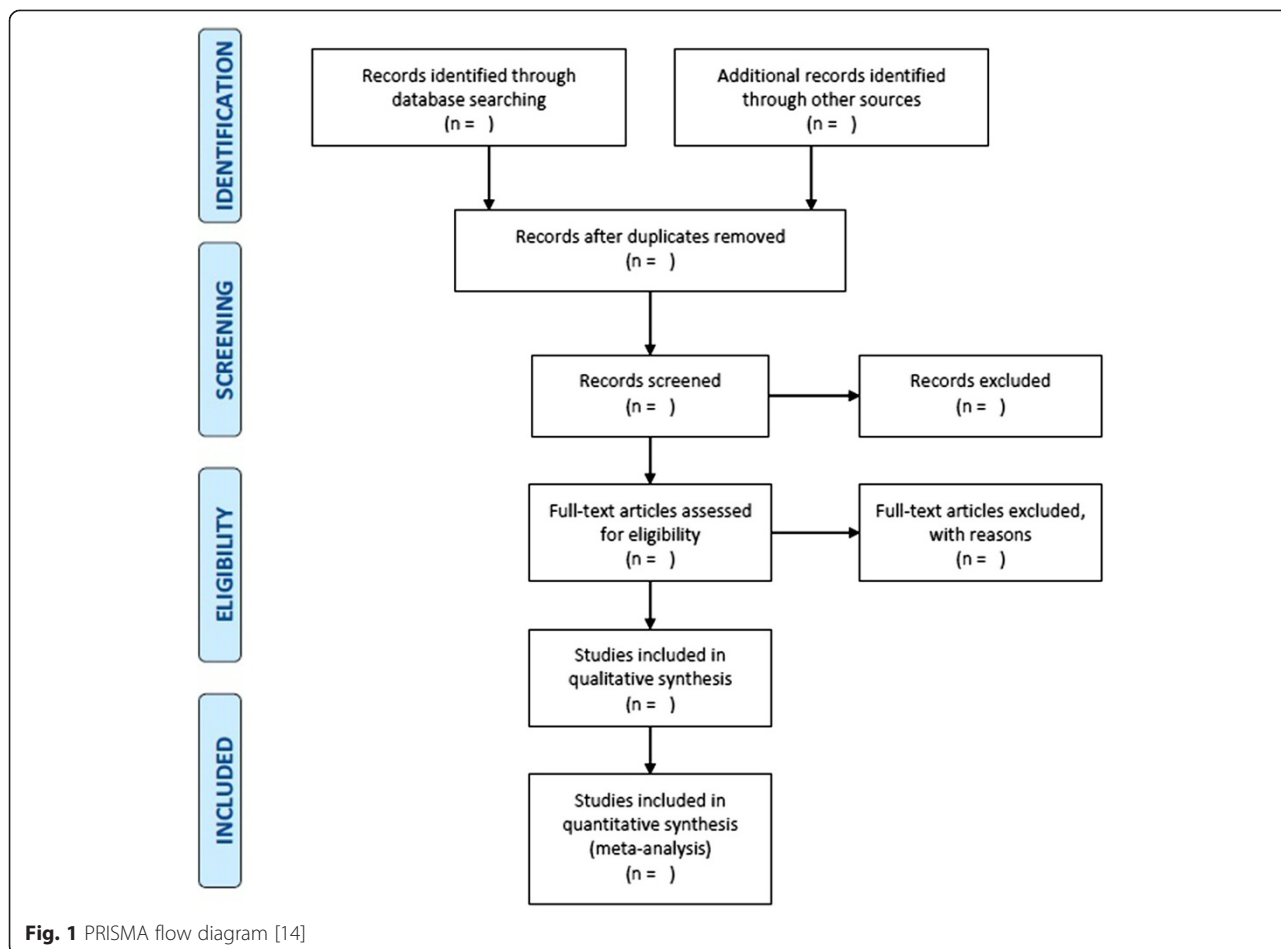 IDENTIFICATION
Records identified through
database searching
(n = )
Additional records identified
through other sources
(n = )
Records after duplicates removed
(n = )
SCREENING
Records screened
(n = )
Records excluded
(n = )
ELIGIBILITY
Full-text articles assessed
for eligibility
(n = )
Full-text articles excluded,
with reasons
(n = )
Studies included in
qualitative synthesis
(n = )
INCLUDED
Studies included in
quantitative synthesis
(meta-analysis)
(n = )
Fig. 1 PRISMA flow diagram [14]